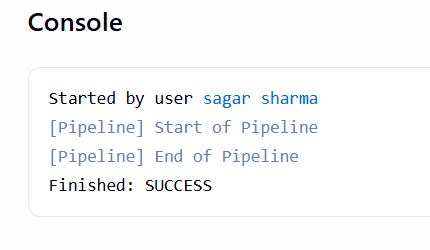 Console
Started by user sagar sharma
[Pipeline] Start of Pipeline
[Pipeline] End of Pipeline
Finished: SUCCESS